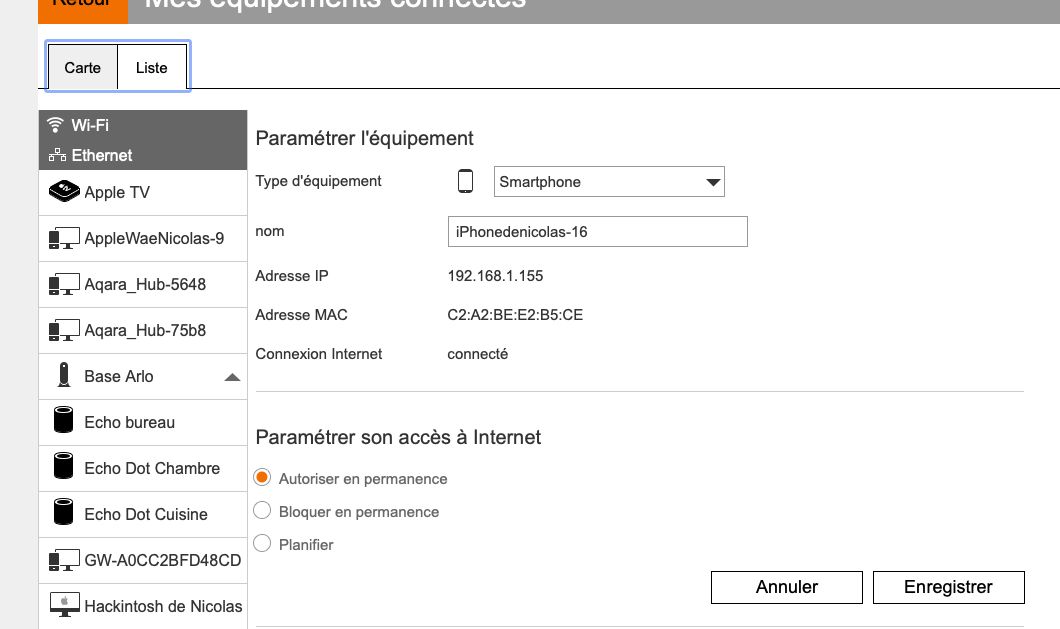 Retour
Mes équipements connectés
Carte
Liste
Wi-Fi
Ethernet
Apple TV
AppleWaeNicolas-9
Aqara_Hub-5648
Aqara_Hub-75b8
Base Arlo
Echo bureau
Echo Dot Chambre
Echo Dot Cuisine
GW-A0CC2BFD48CD
Hackintosh de Nicolas
Paramétrer l'équipement
Type d'équipement
Smartphone
nom
iPhonedenicolas-16
Adresse IP
192.168.1.155
Adresse MAC
C2:A2:BE:E2:B5:CE
Connexion Internet
connecté
Paramétrer son accès à Internet
Autoriser en permanence
Bloquer en permanence
Planifier
Annuler
Enregistrer